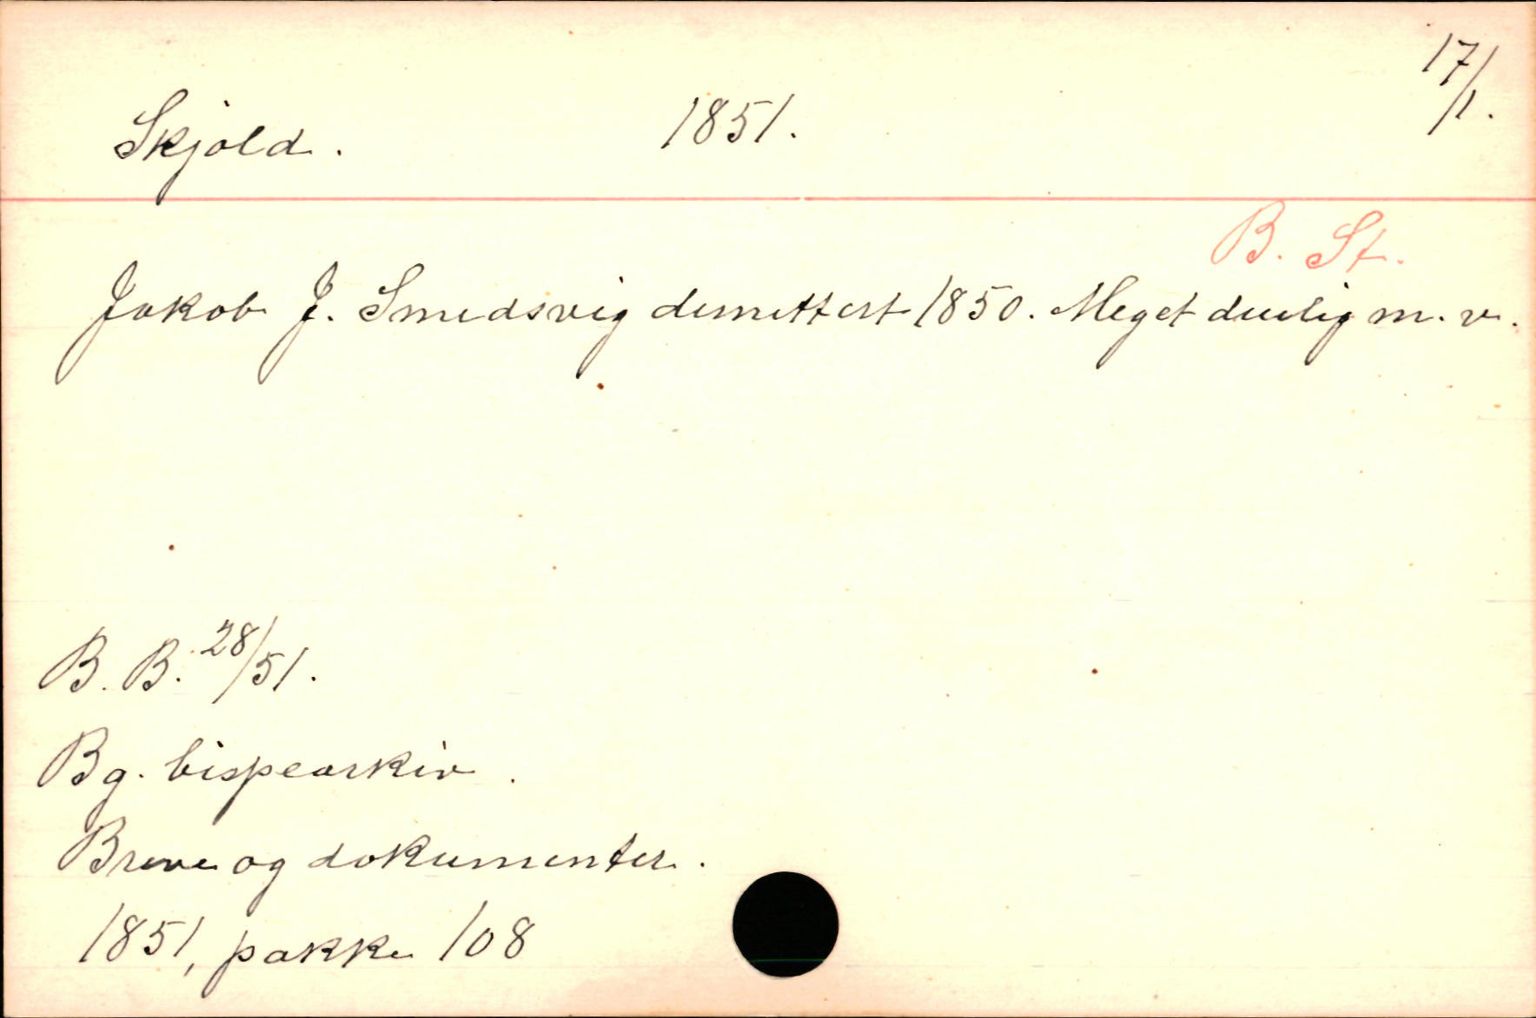 Skjold. 1851. 17/1.
B. St.
Jakob J. Smedsvig demittert 1850. Meget duelig m. v.
B. B. 28/51.
Bg. bispearkiv.
Breve og dokumenter.
1851, pakke 108